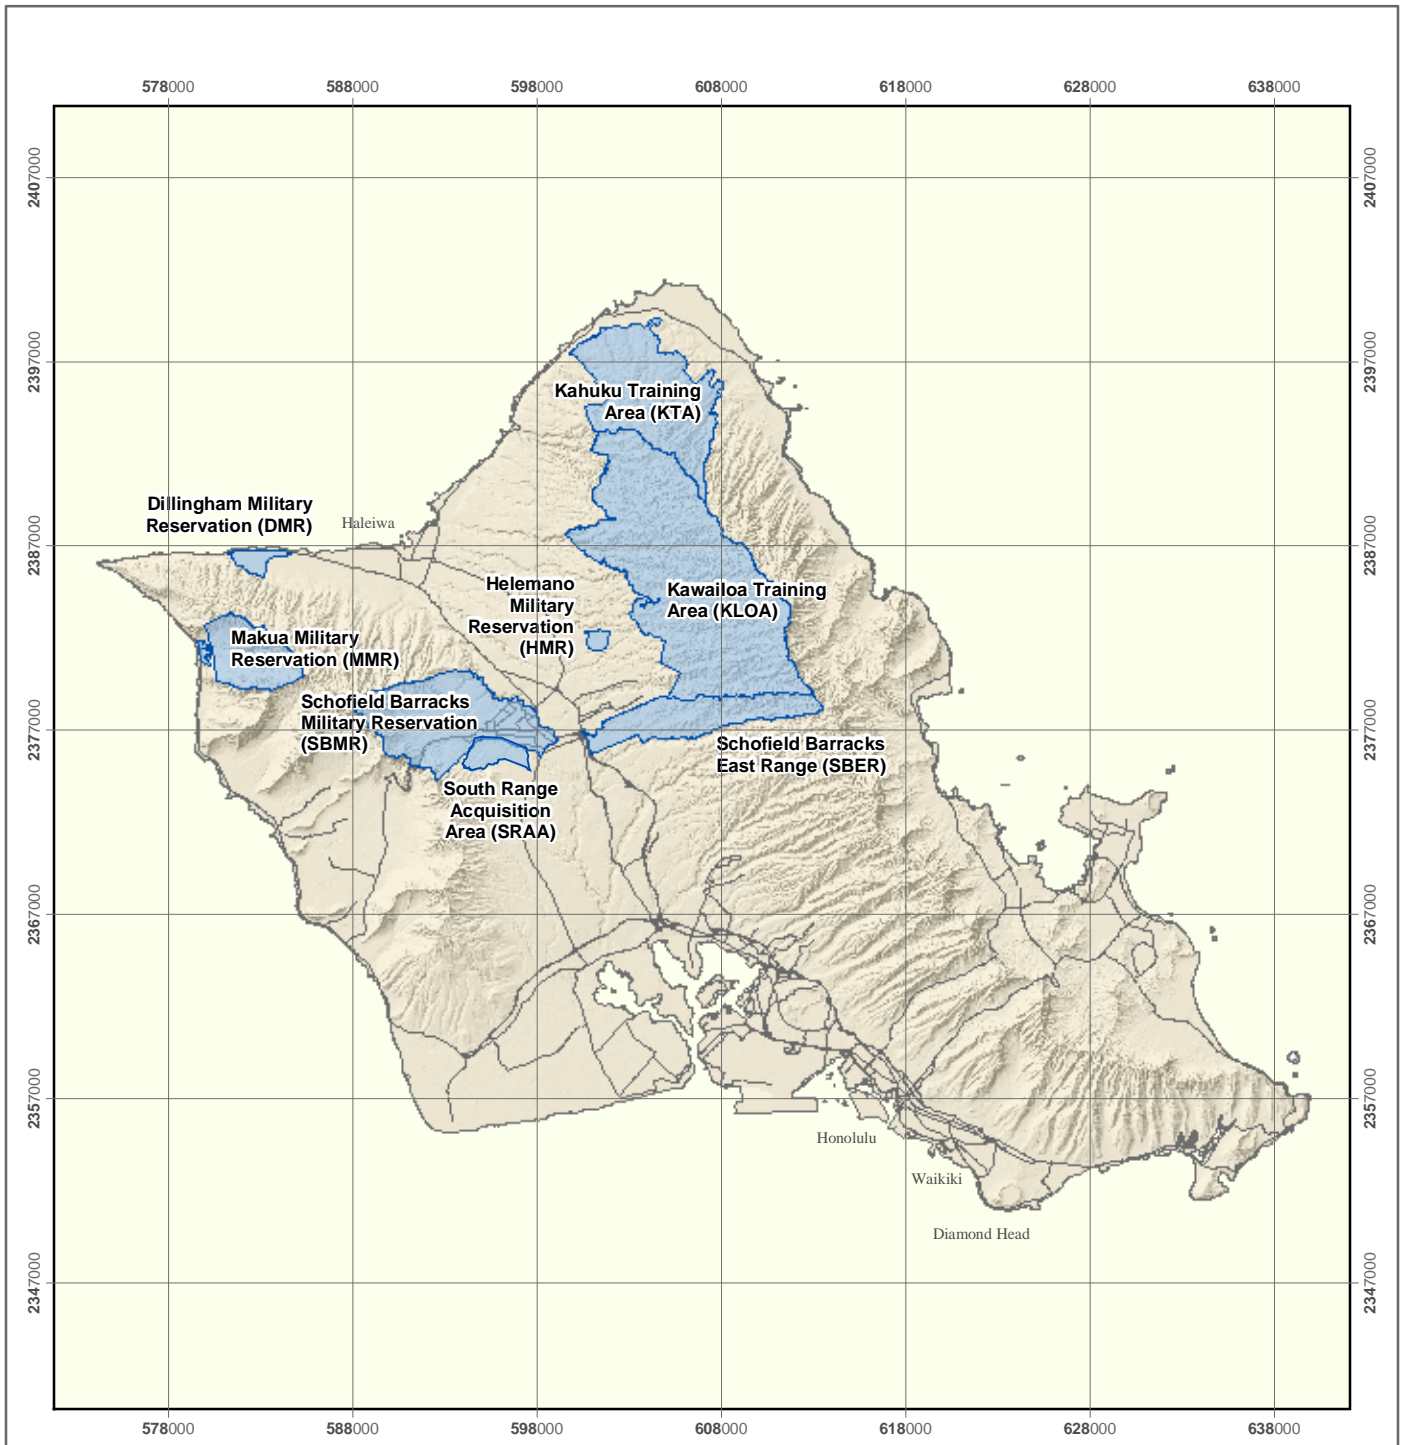 578000 588000 598000 608000 618000 628000 638000
2407000 2407000
2397000 2397000
Kahuku Training
Area (KTA)
Dillingham Military
Reservation (DMR)
Haleiwa
2387000 2387000
Helemano
Military
Reservation
(HMR)
Kawailoa Training
Area (KLOA)
Makua Military
Reservation (MMR)
Schofield Barracks
Military Reservation
(SBMR)
2377000 2377000
Schofield Barracks
East Range (SBER)
South Range
Acquisition
Area (SRAA)
2367000 2367000
2357000 2357000
Honolulu
Waikiki
Diamond Head
2347000 2347000
578000 588000 598000 608000 618000 628000 638000